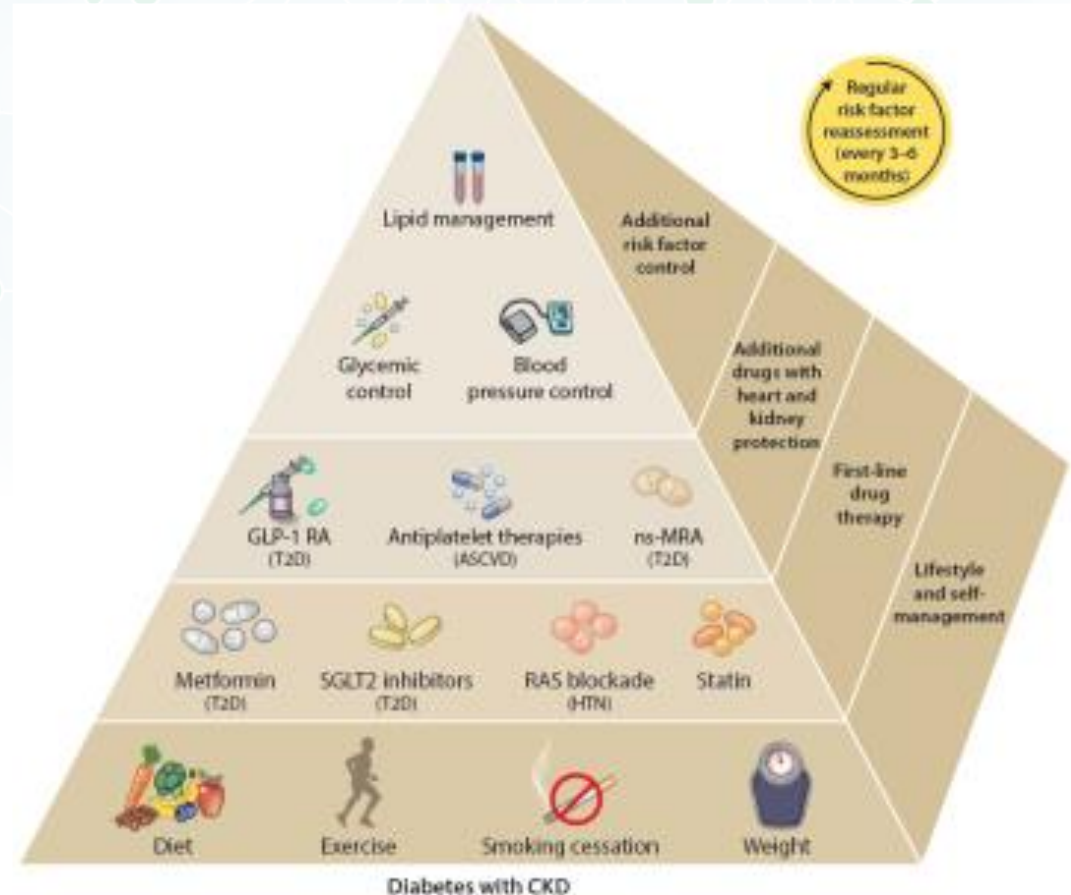 Regular
risk factor
reassessment
(every 3–6
months)
Lipid management
Additional
risk factor
control
Glycemic
control
Blood
pressure control
Additional
drugs with
heart and
kidney
protection
GLP-1 RA
(T2D)
Antiplatelet therapies
(ASCVD)
ns-MRA
(T2D)
First-line
drug
therapy
Metformin
(T2D)
SGLT2 inhibitors
(T2D)
RAS blockade
(HTN)
Statin
Lifestyle
and self-
management
Diet
Exercise
Smoking cessation
Weight
Diabetes with CKD